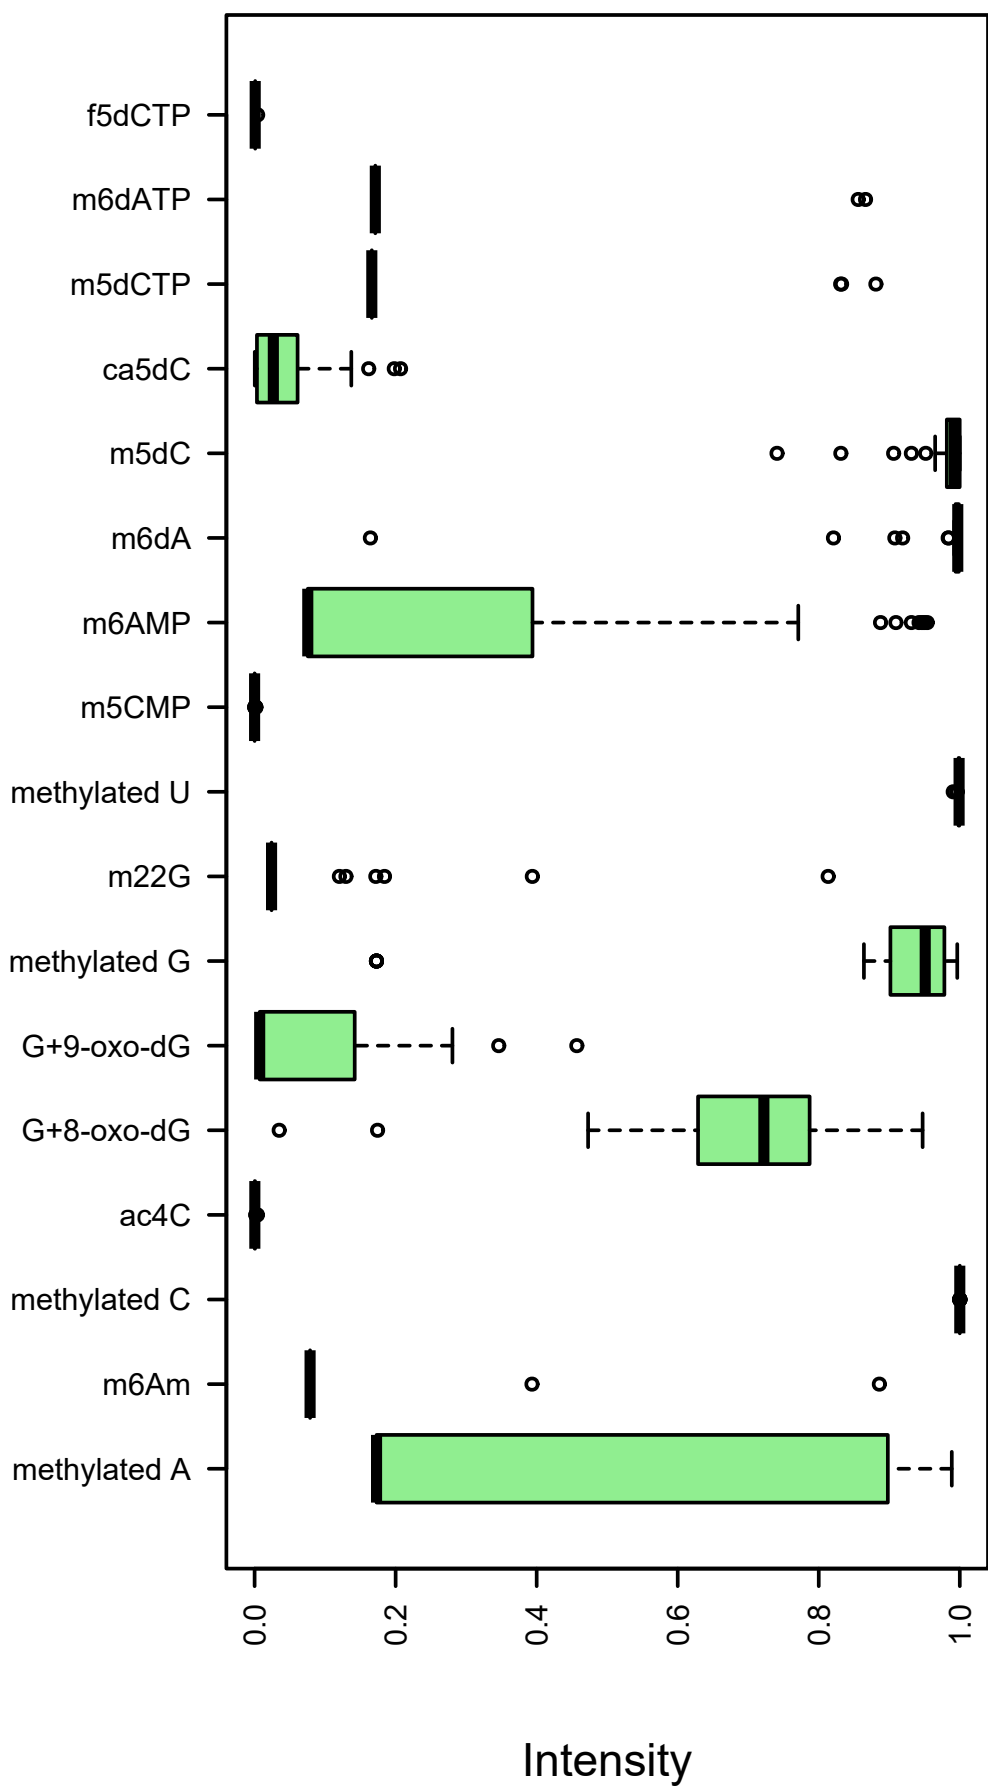 f5dCTP
m6dATP
m5dCTP
ca5dC
m5dC
m6dA
m6AMP
m5CMP
methylated U
m22G
methylated G
G+9-oxo-dG
G+8-oxo-dG
ac4C
methylated C
m6Am
methylated A
0.0 0.2 0.4 0.6 0.8 1.0
Intensity